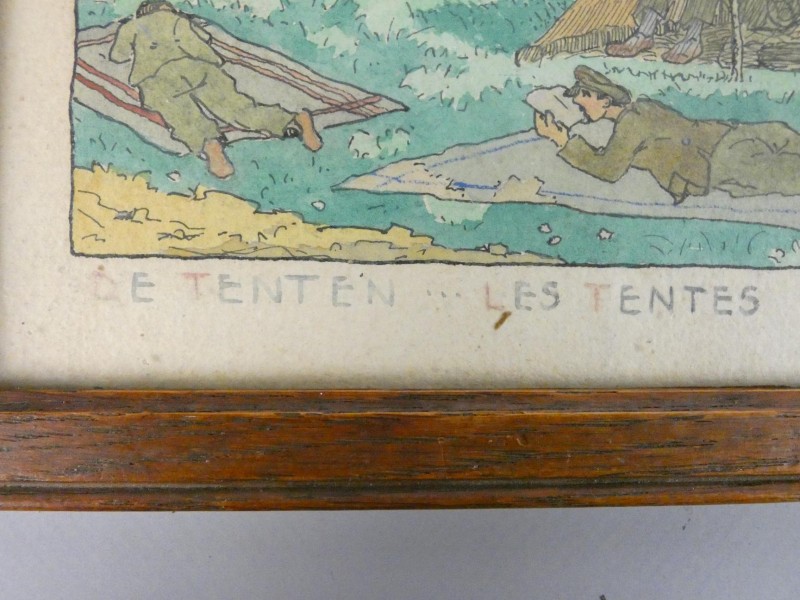 DE TENTEN ... LES TENTES